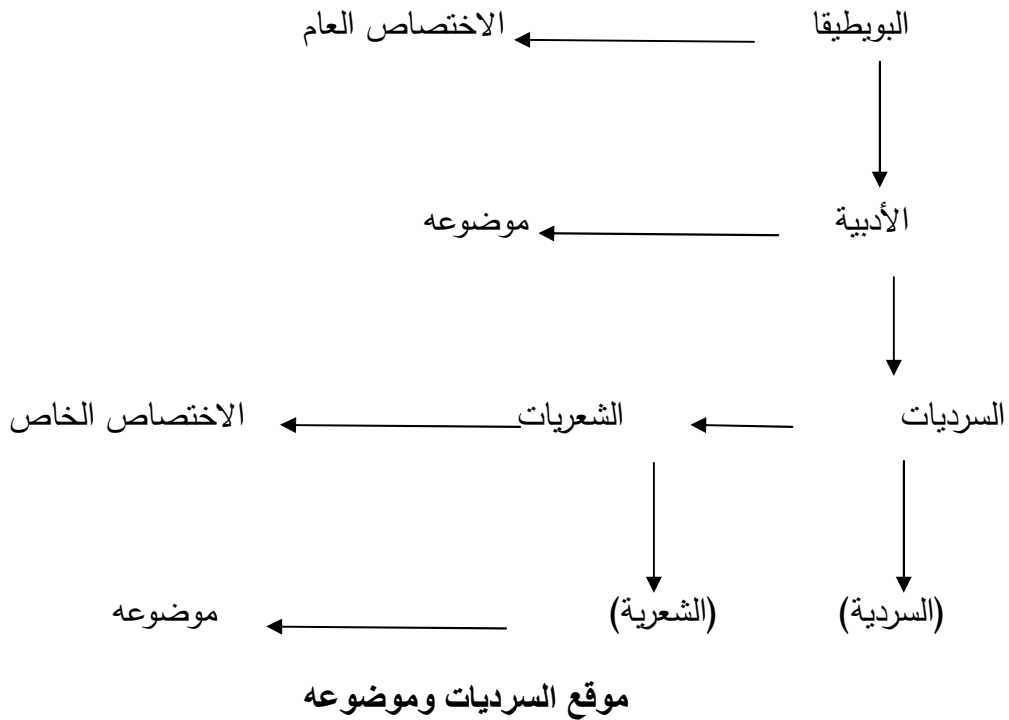 البويطيقا الاختصاص العام
الأدبية موضوعه
السرديات الشعريات الاختصاص الخاص
(السردية) (الشعرية) موضوعه
موقع السرديات وموضوعه